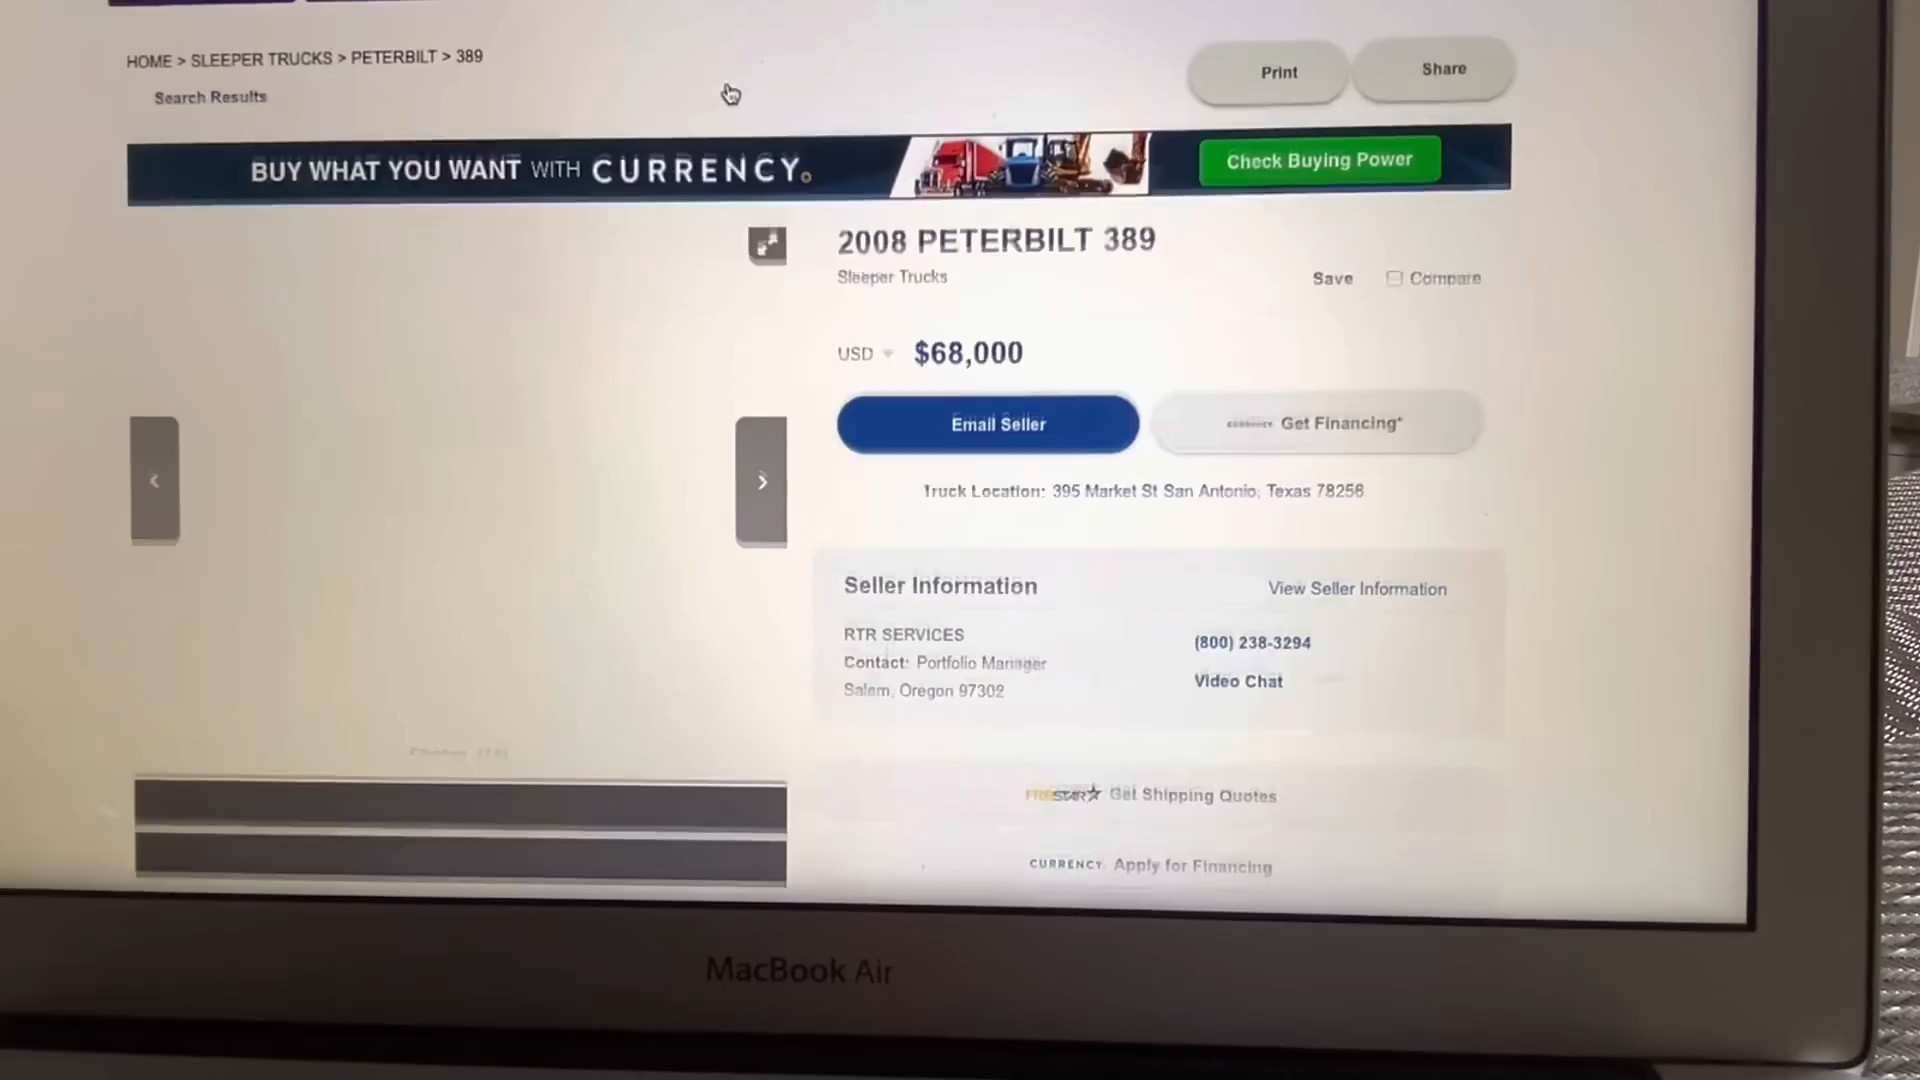 HOME > SLEEPER TRUCKS > PETERBILT > 389
Print
Share
Search Results
BUY WHAT YOU WANT WITH CURRENCY.
Check Buying Power
2008 PETERBILT 389
Sleeper Trucks
Save
Compare
USD
$68,000
Email Seller
CURRENCY Get Financing*
Truck Location: 395 Market St San Antonio, Texas 78256
Seller Information
View Seller Information
RTR SERVICES
(800) 238-3294
Contact: Portfolio Manager
Video Chat
Salem, Oregon 97302
FR8STAR Get Shipping Quotes
CURRENCY Apply for Financing
MacBook Air